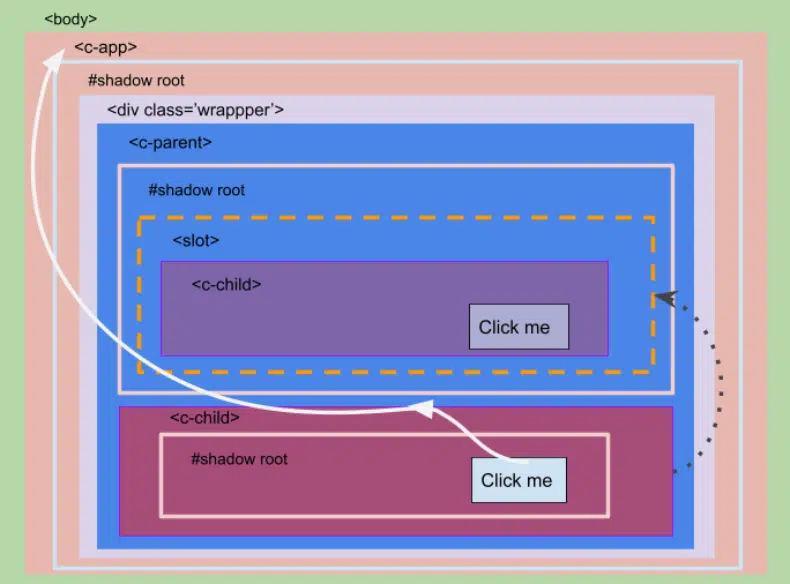 <body>
<c-app>
#shadow root
<div class=’wrappper’>
<c-parent>
#shadow root
<slot>
<c-child>
Click me
<c-child>
#shadow root
Click me